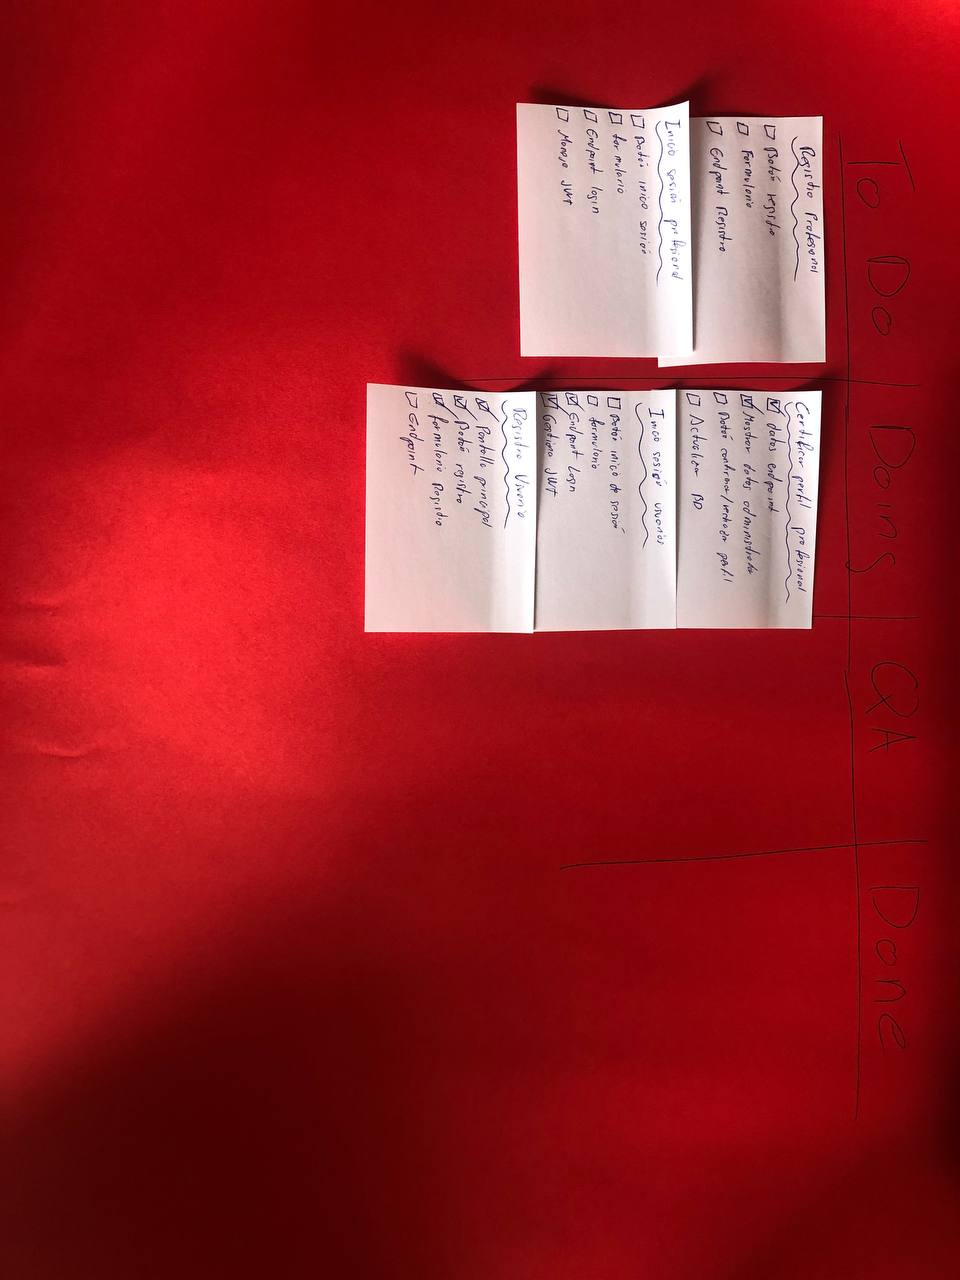 To Do
Registro Profesional
Botón registro
Formulario
Endpoint Registro
Inicio sesión profesional
Botón inicio sesión
formulario
Endpoint login
Manejo JWT
Doing
Certificar perfil profesional
datos endpoint
Mostrar datos administrador
Botón confirmar/rechazar perfil
Actualizar BD
Inicio sesión usuarios
Botón inicio de sesión
formulario
Endpoint Login
Gestiona JWT
Registro Usuario
Pantalla principal
Botón registro
formulario Registro
Endpoint
QA
Done